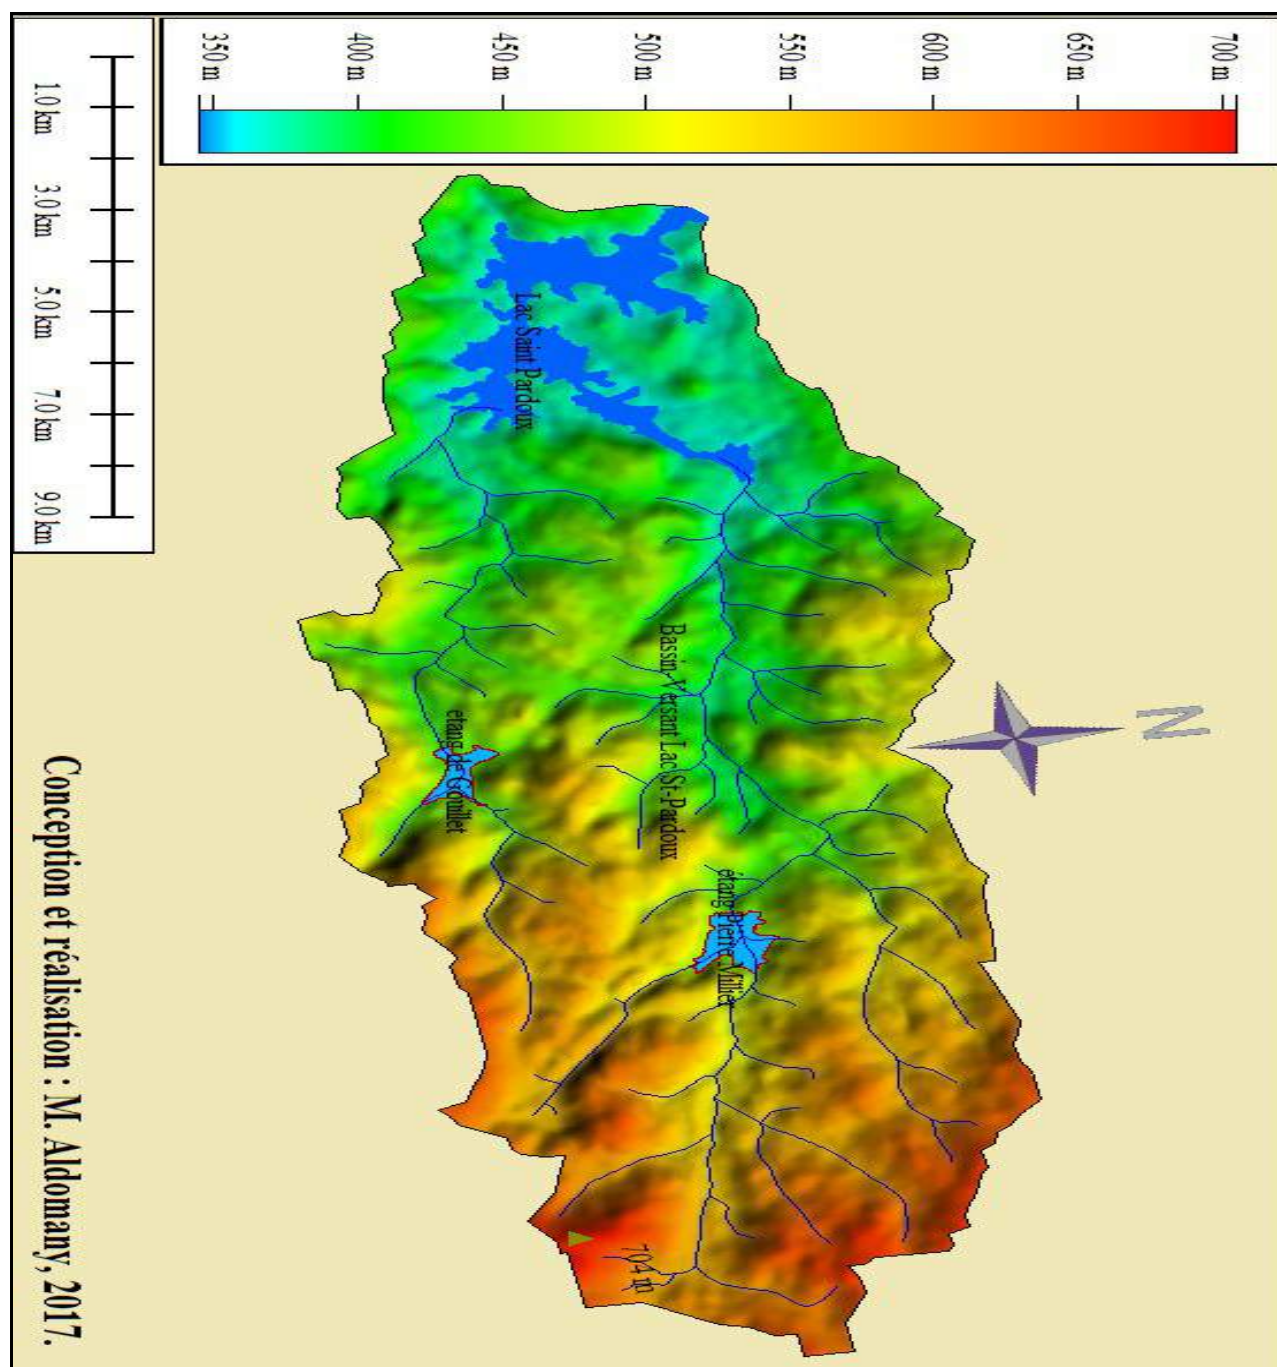 350 m
400 m
450 m
500 m
550 m
600 m
650 m
700 m
1.0 km
3.0 km
5.0 km
7.0 km
9.0 km
N
Lac Saint Pardoux
Bassin-Versant Lac St-Pardoux
etang de Gouillet
étang Pierre Millier
704 m
Conception et réalisation : M. Aldomany, 2017.